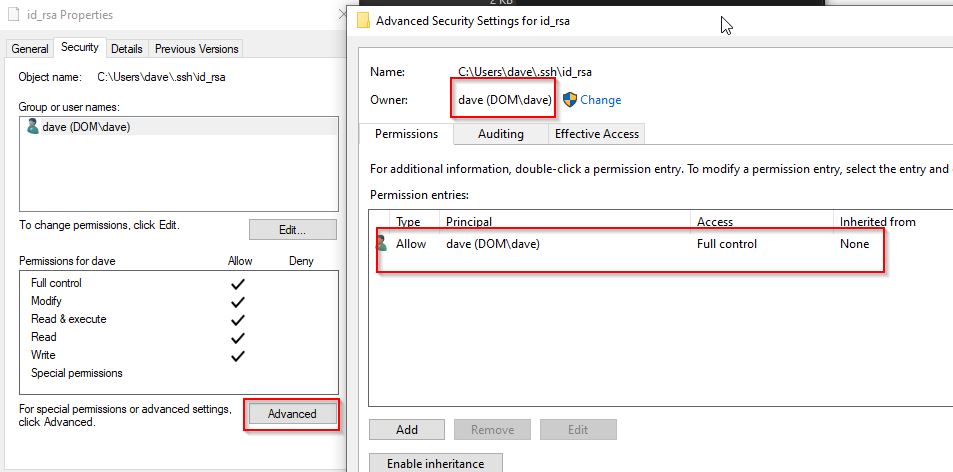 2 KB
id_rsa Properties
General Security Details Previous Versions
Object name: C:\Users\dave\.ssh\id_rsa
Group or user names:
dave (DOM\dave)
To change permissions, click Edit.
Edit...
Permissions for dave Allow Deny
Full control
Modify
Read & execute
Read
Write
Special permissions
For special permissions or advanced settings,
click Advanced.
Advanced
Advanced Security Settings for id_rsa
Name: C:\Users\dave\.ssh\id_rsa
Owner: dave (DOM\dave) Change
Permissions Auditing Effective Access
For additional information, double-click a permission entry. To modify a permission entry, select the entry and
Permission entries:
Type Principal Access Inherited from
Allow dave (DOM\dave) Full control None
Add Remove Edit
Enable inheritance